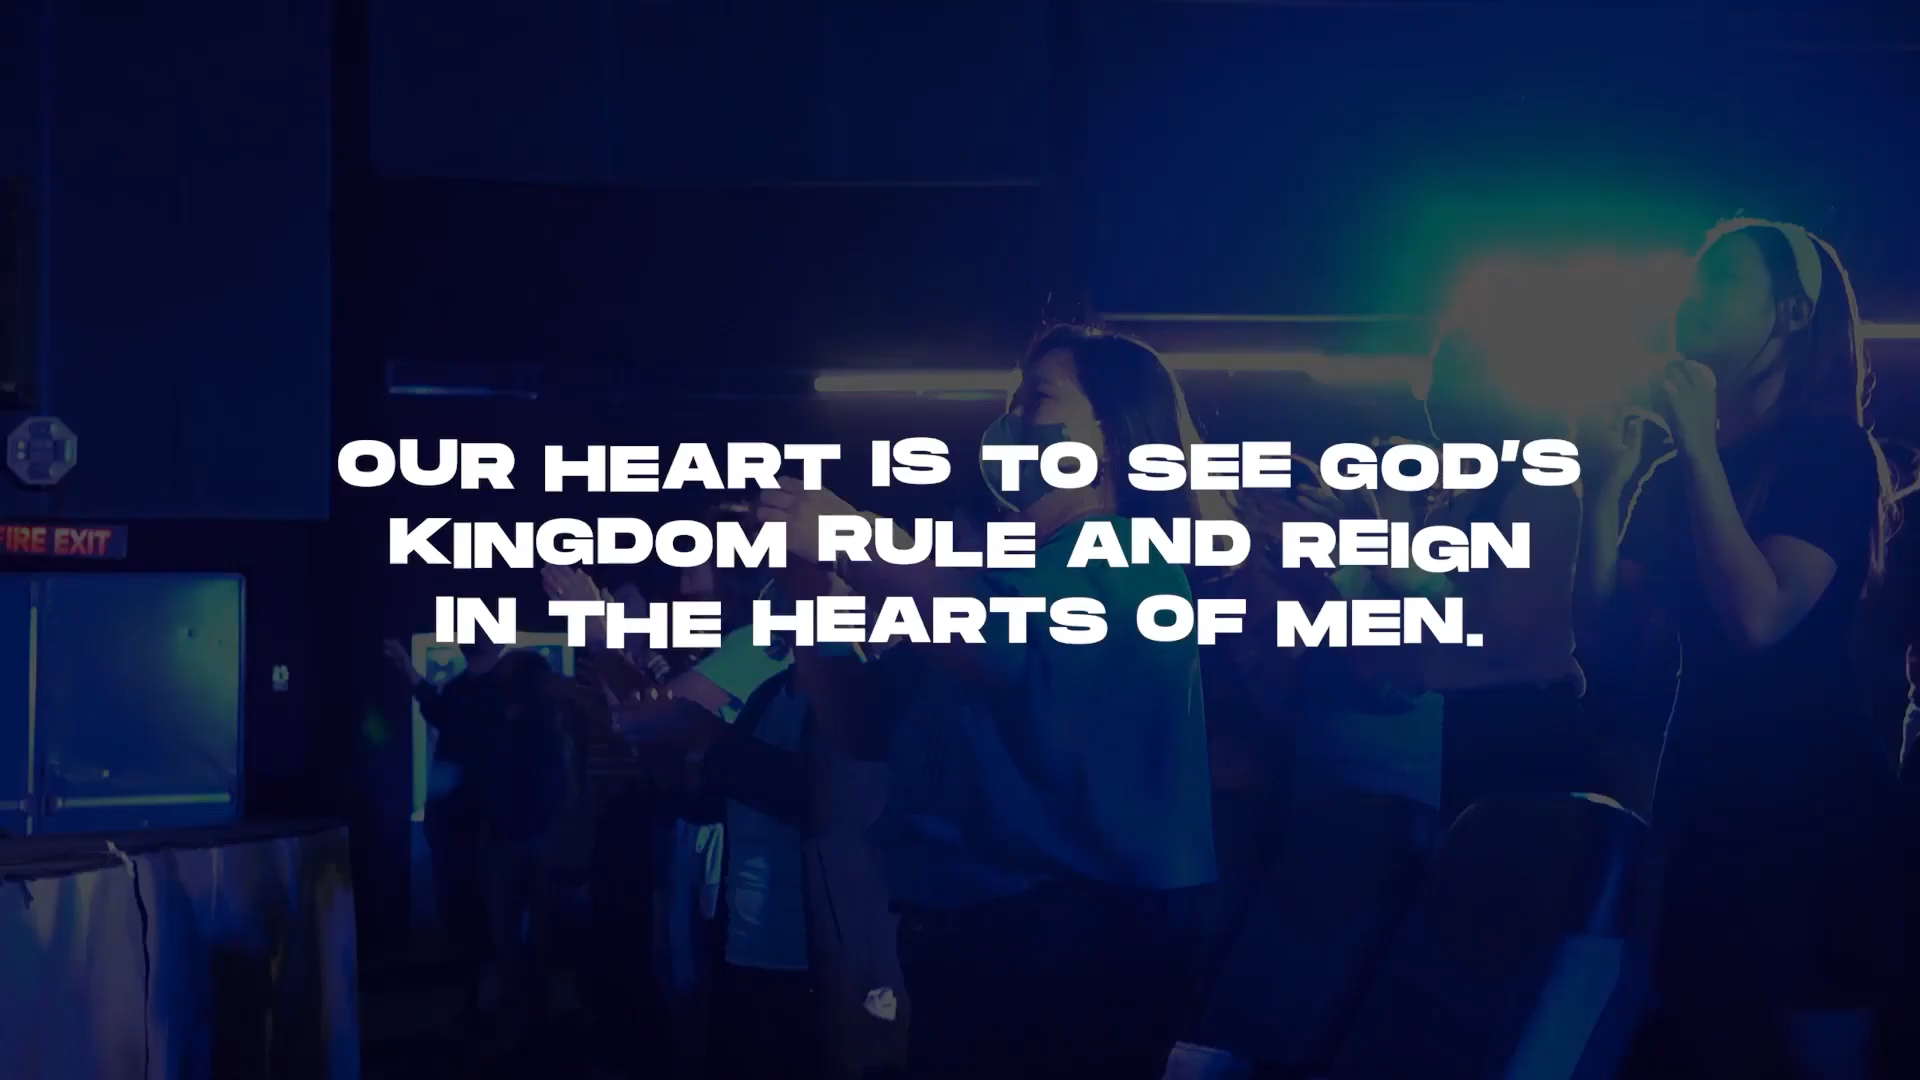 OUR HEART IS TO SEE GOD'S
KINGDOM RULE AND REIGN
IN THE HEARTS OF MEN.
FIRE EXIT